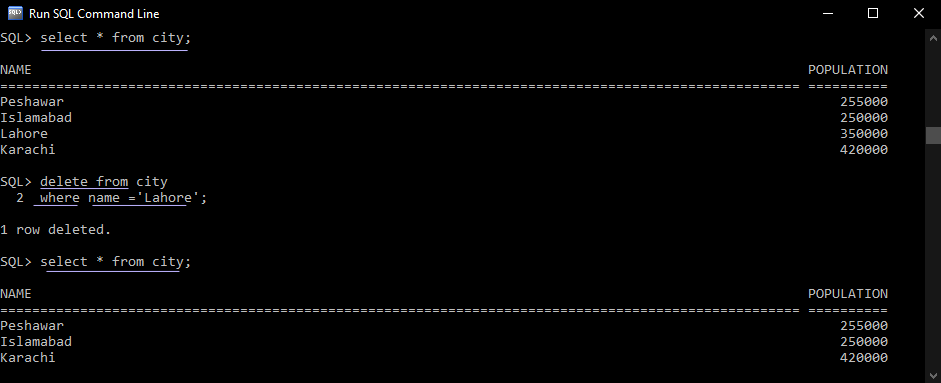 Run SQL Command Line
SQL> select * from city;
NAME POPULATION
==================================================================================================== ==========
Peshawar 255000
Islamabad 250000
Lahore 350000
Karachi 420000
SQL> delete from city
2 where name ='Lahore';
1 row deleted.
SQL> select * from city;
NAME POPULATION
==================================================================================================== ==========
Peshawar 255000
Islamabad 250000
Karachi 420000